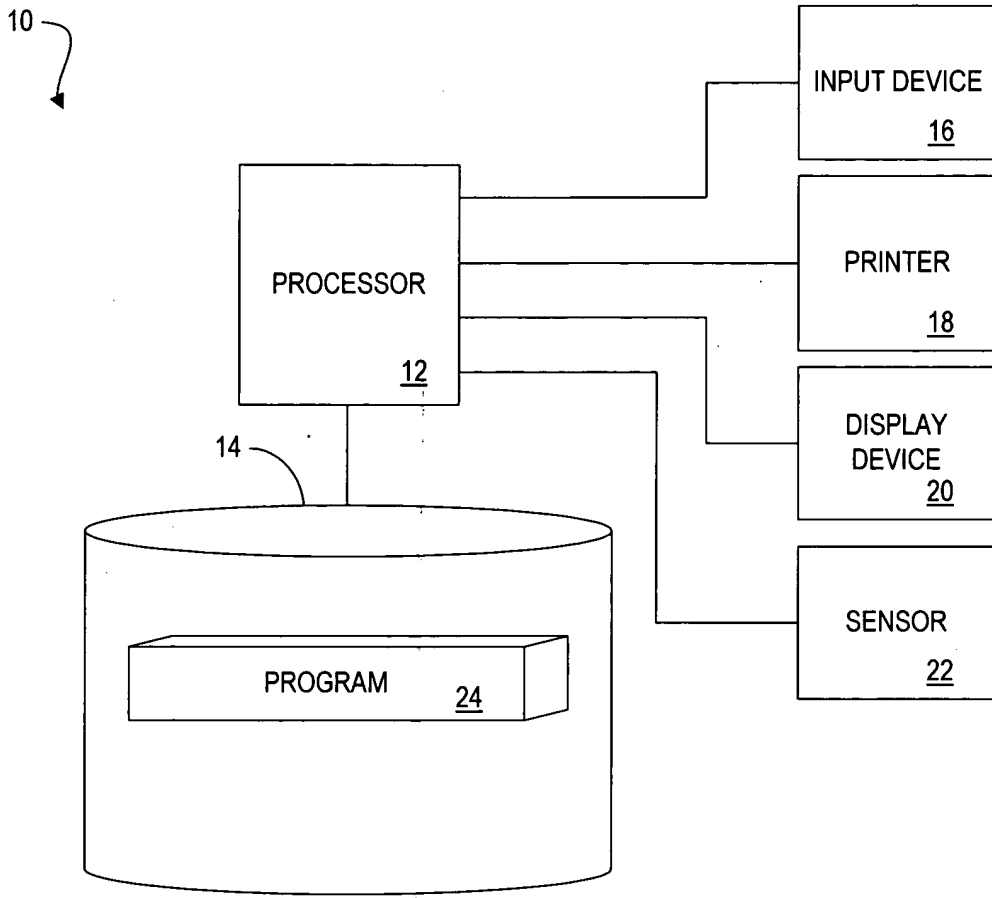 10
INPUT DEVICE
16
PROCESSOR
12
PRINTER
18
DISPLAY
DEVICE
20
14
SENSOR
22
PROGRAM
24